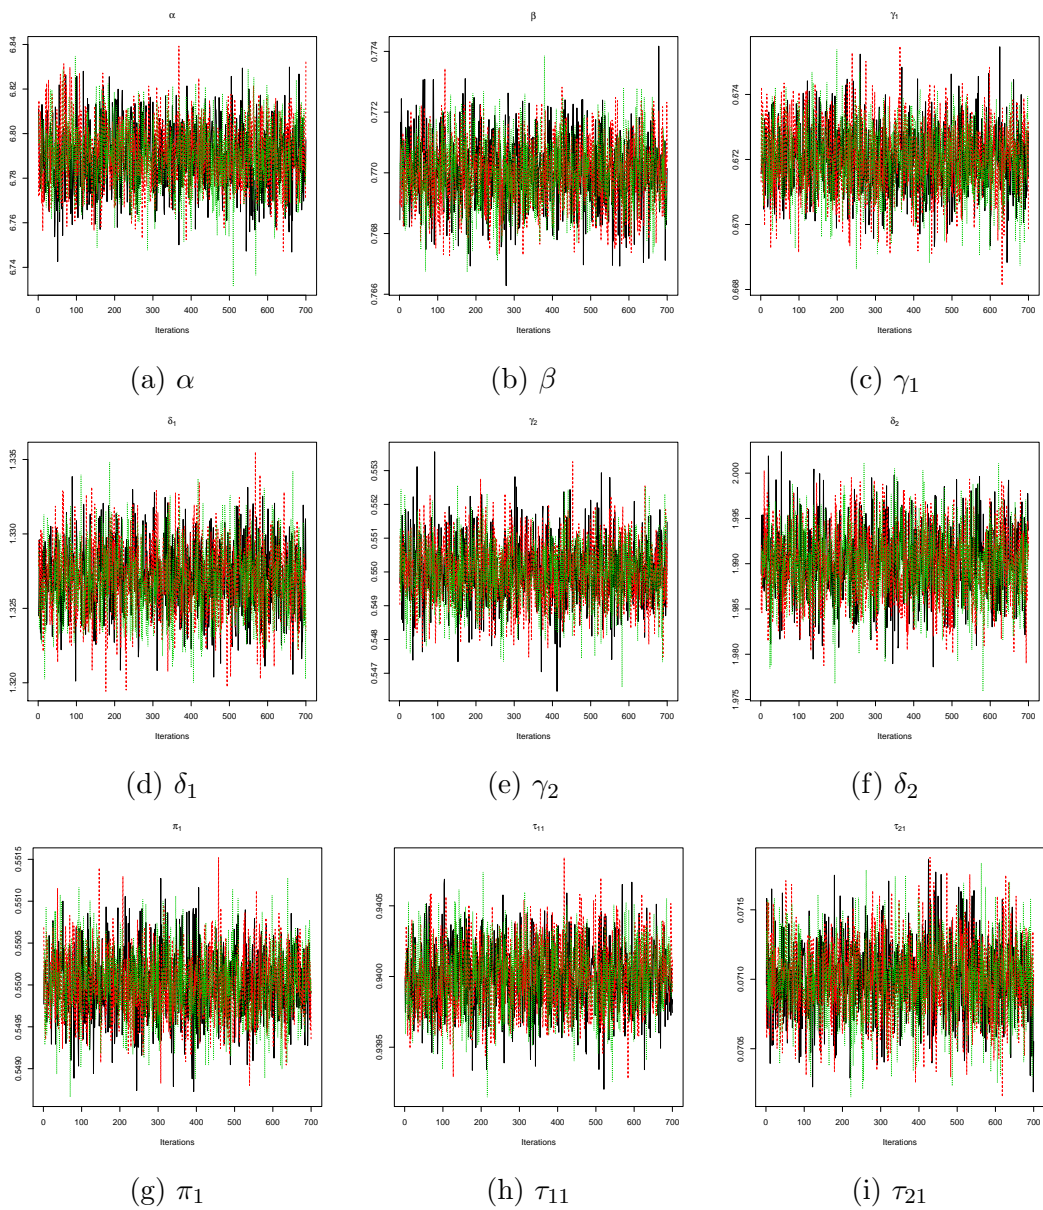 α
6.74 6.76 6.78 6.80 6.82 6.84
0 100 200 300 400 500 600 700
Iterations
(a) α
β
0.766 0.768 0.770 0.772 0.774
0 100 200 300 400 500 600 700
Iterations
(b) β
γ1
0.668 0.670 0.672 0.674
0 100 200 300 400 500 600 700
Iterations
(c) γ1
δ1
1.320 1.325 1.330 1.335
0 100 200 300 400 500 600 700
Iterations
(d) δ1
γ2
0.547 0.548 0.549 0.550 0.551 0.552 0.553
0 100 200 300 400 500 600 700
Iterations
(e) γ2
δ2
1.975 1.980 1.985 1.990 1.995 2.000
0 100 200 300 400 500 600 700
Iterations
(f) δ2
π1
0.5490 0.5495 0.5500 0.5505 0.5510 0.5515
0 100 200 300 400 500 600 700
Iterations
(g) π1
τ11
0.9395 0.9400 0.9405
0 100 200 300 400 500 600 700
Iterations
(h) τ11
τ21
0.0705 0.0710 0.0715
0 100 200 300 400 500 600 700
Iterations
(i) τ21